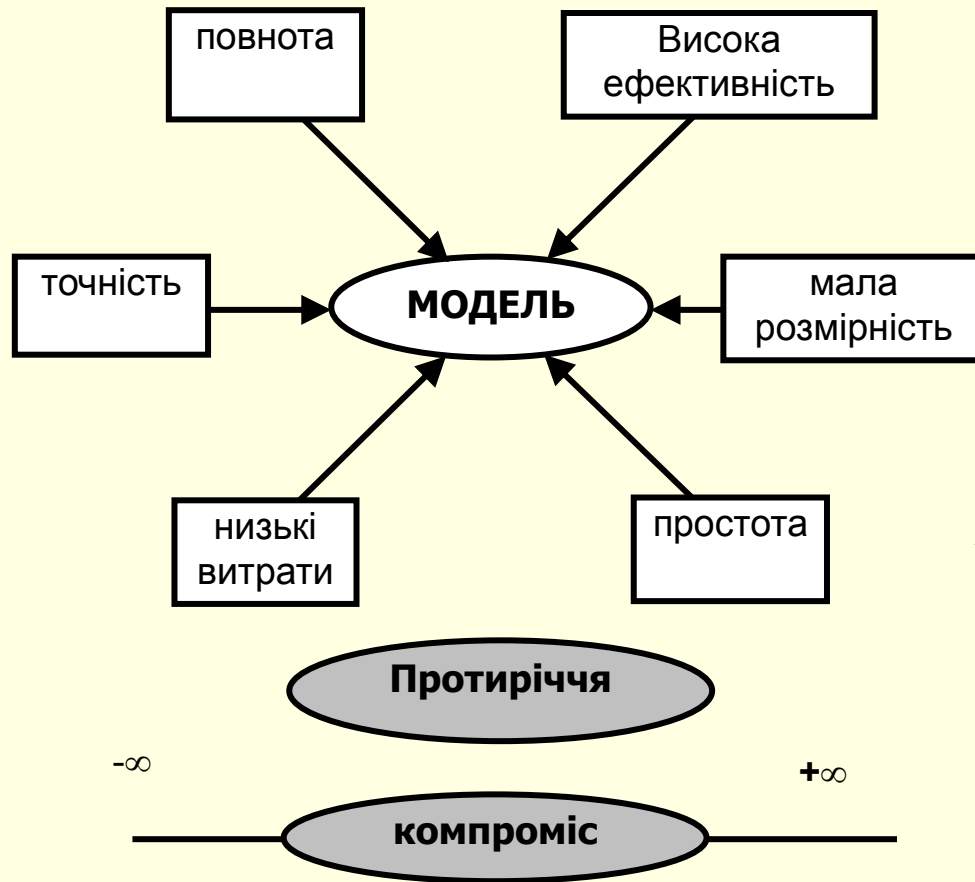 повнота
Висока
ефективність
точність
МОДЕЛЬ
мала
розмірність
низькі
витрати
простота
Протиріччя
-∞
+∞
компроміс